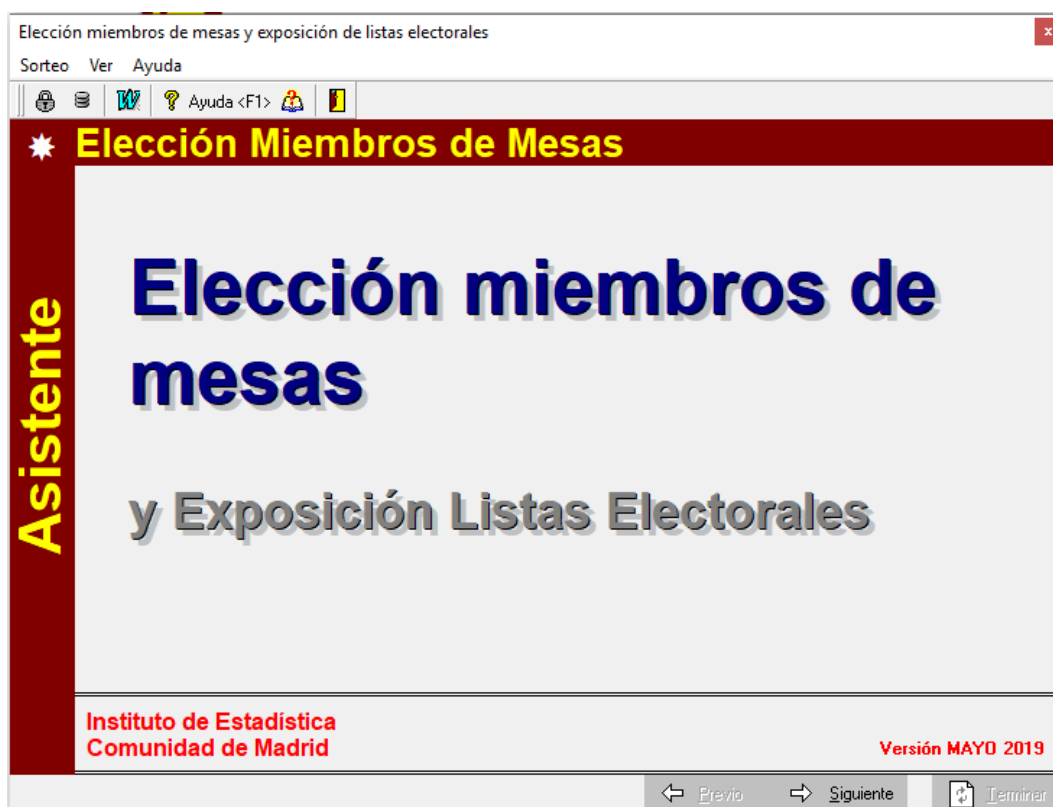 Elección miembros de mesas y exposición de listas electorales
x
Sorteo Ver Ayuda
W ? Ayuda <F1>
Elección Miembros de Mesas
Asistente
Elección miembros de
mesas
y Exposición Listas Electorales
Instituto de Estadística
Comunidad de Madrid
Versión MAYO 2019
Previo Siguiente Terminar